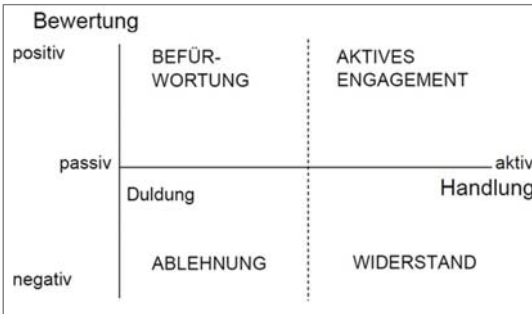 Bewertung
positiv
BEFÜR-
WORTUNG
AKTIVES
ENGAGEMENT
passiv
aktiv
Duldung
Handlung
ABLEHNUNG
WIDERSTAND
negativ